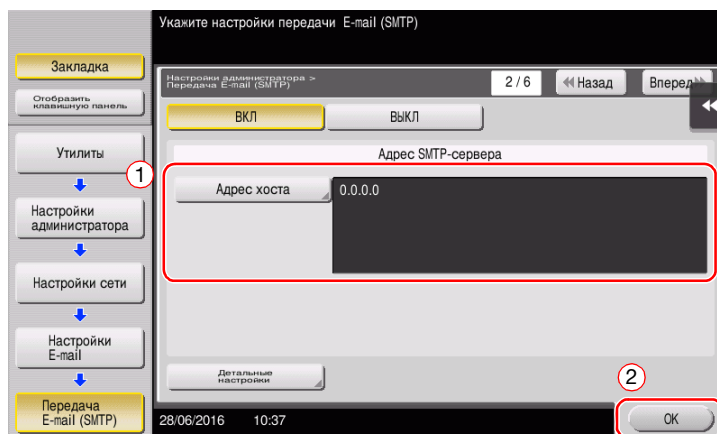 Укажите настройки передачи E-mail (SMTP)
Закладка
Отобразить
клавишную панель
Настройки администратора >
Передача E-mail (SMTP)
2 / 6
Назад
Вперед
ВКЛ
ВЫКЛ
Утилиты
Адрес SMTP-сервера
1
Адрес хоста
0.0.0.0
Настройки
администратора
Настройки сети
Настройки
E-mail
Детальные
настройки
2
Передача
E-mail (SMTP)
28/06/2016 10:37
OK